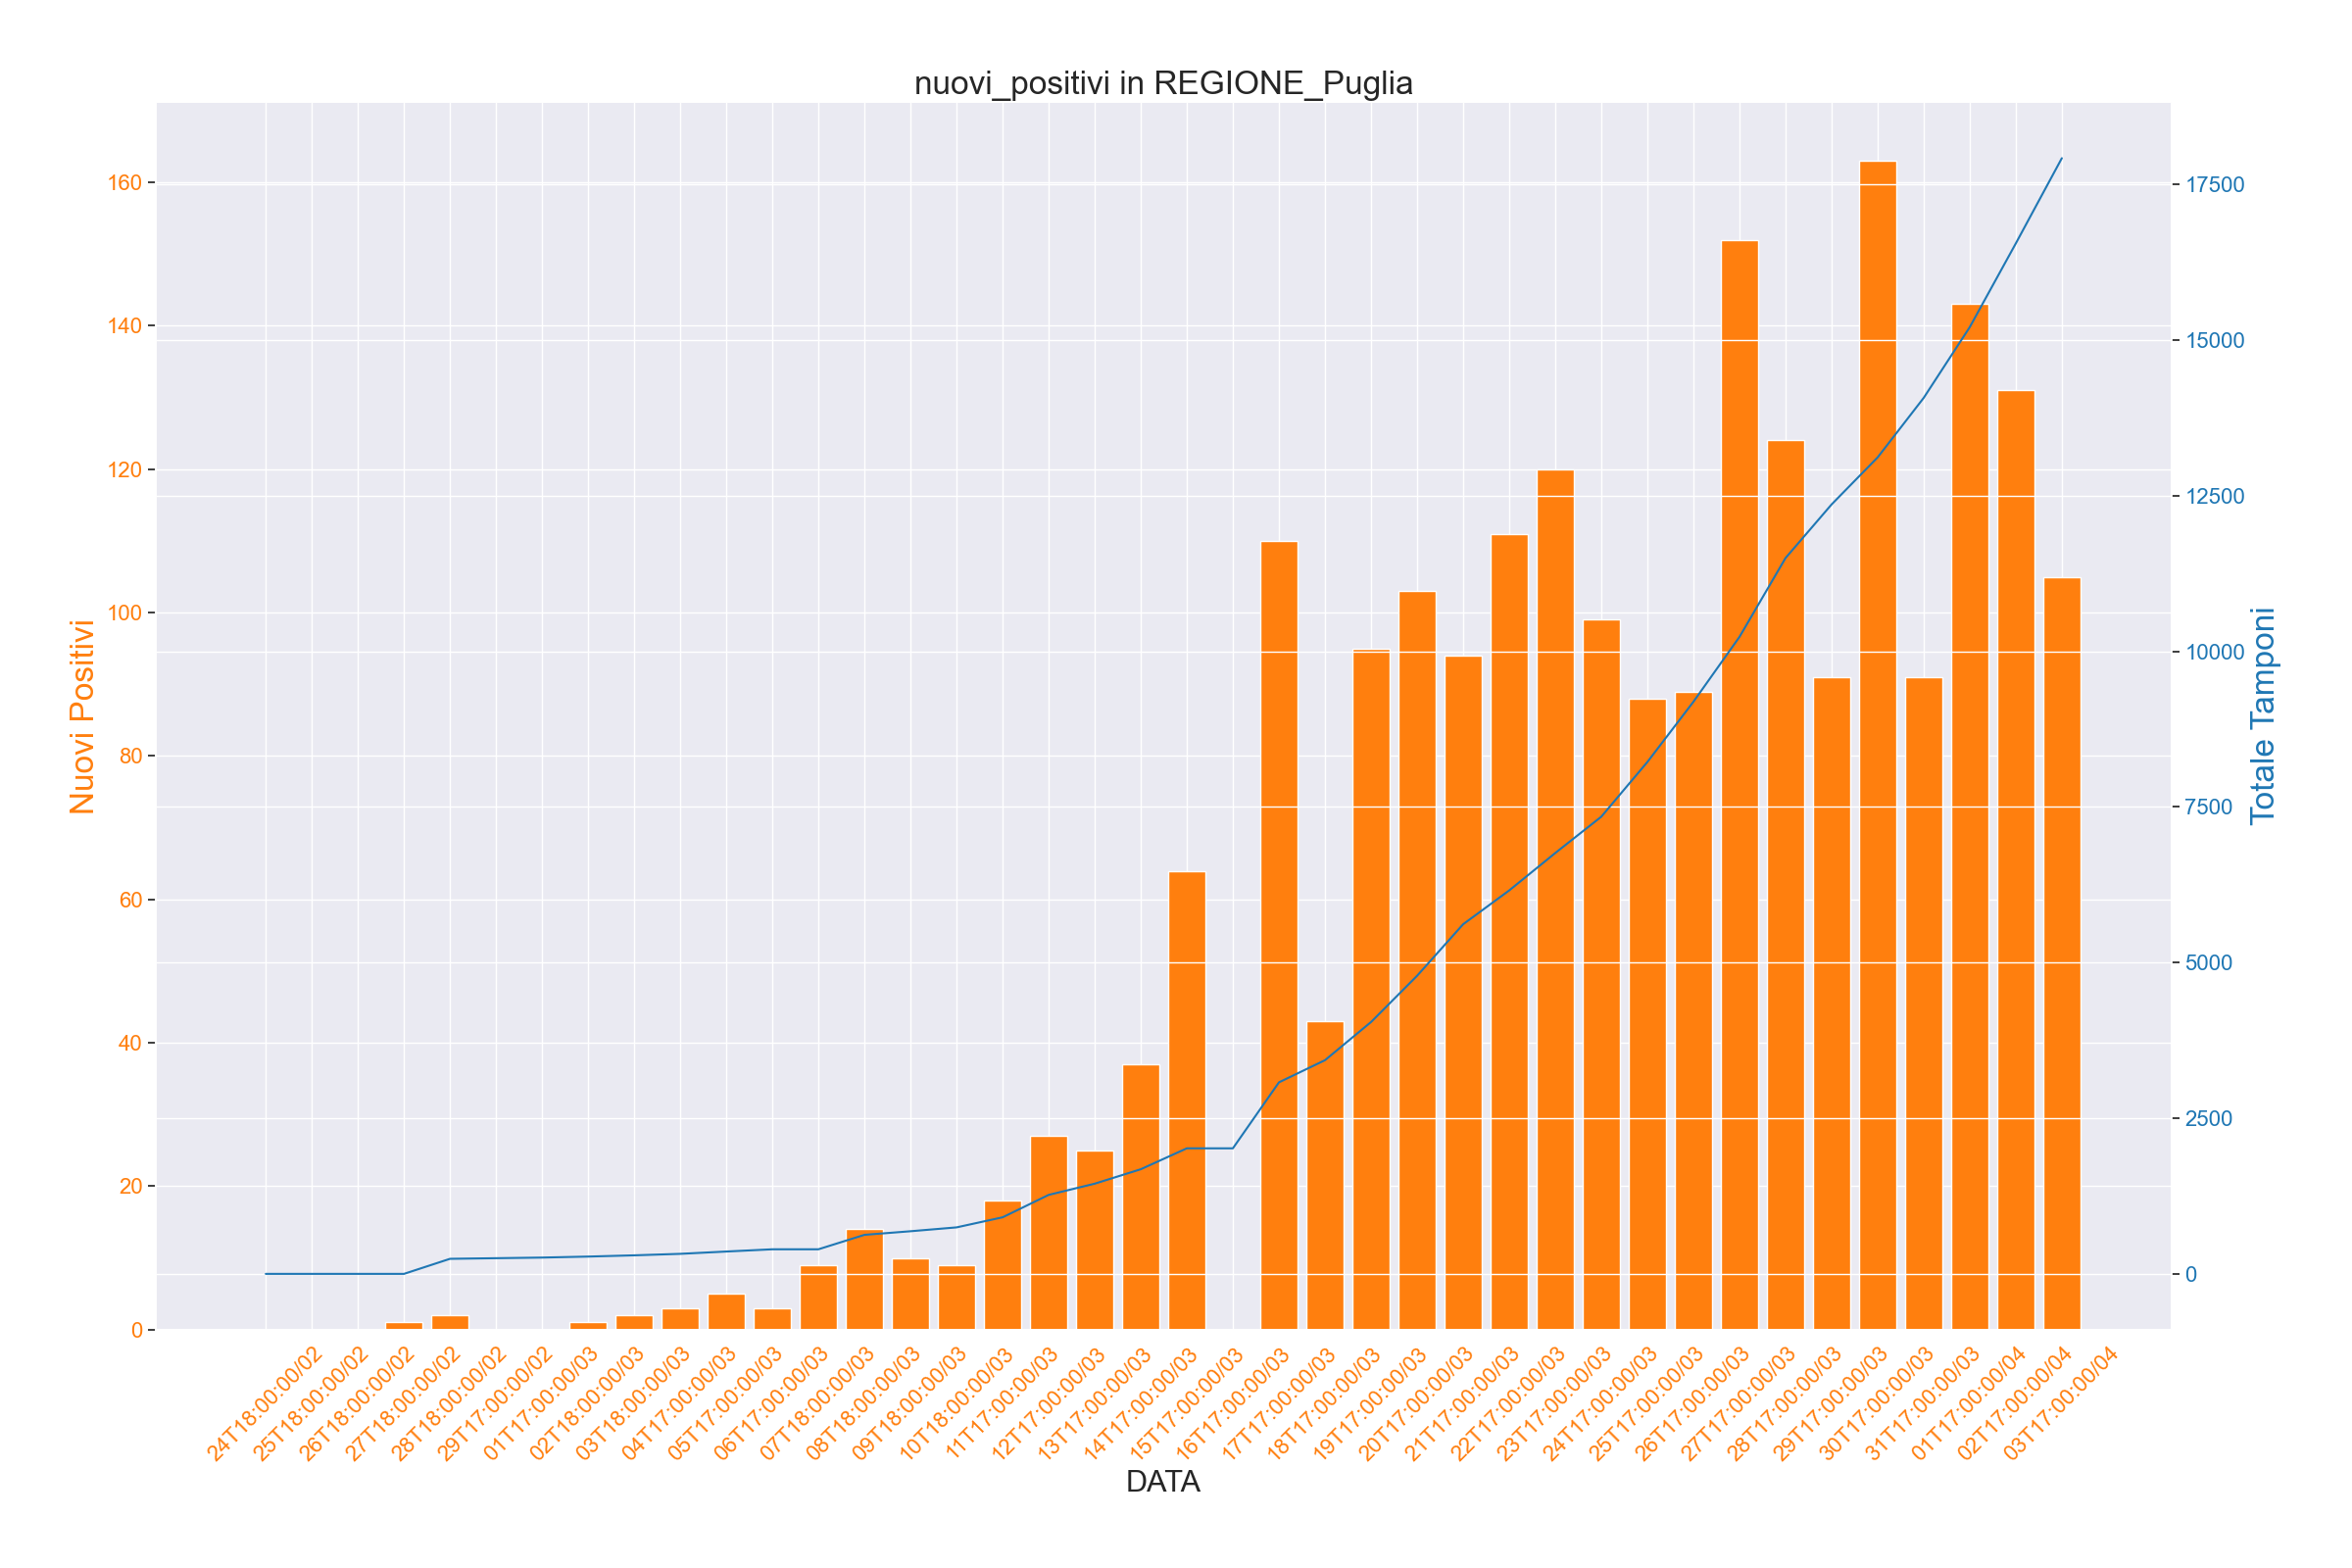 nuovi_positivi in REGIONE_Puglia
160
140
120
100
80
60
40
20
0
Nuovi Positivi
17500
15000
12500
10000
7500
5000
2500
0
Totale Tamponi
24T18:00:00/02
25T18:00:00/02
26T18:00:00/02
27T18:00:00/02
28T18:00:00/02
29T17:00:00/02
01T17:00:00/03
02T18:00:00/03
03T18:00:00/03
04T17:00:00/03
05T17:00:00/03
06T17:00:00/03
07T18:00:00/03
08T18:00:00/03
09T18:00:00/03
10T18:00:00/03
11T17:00:00/03
12T17:00:00/03
13T17:00:00/03
14T17:00:00/03
15T17:00:00/03
16T17:00:00/03
17T17:00:00/03
18T17:00:00/03
19T17:00:00/03
20T17:00:00/03
21T17:00:00/03
22T17:00:00/03
23T17:00:00/03
24T17:00:00/03
25T17:00:00/03
26T17:00:00/03
27T17:00:00/03
28T17:00:00/03
29T17:00:00/03
30T17:00:00/03
31T17:00:00/03
01T17:00:00/04
02T17:00:00/04
03T17:00:00/04
DATA